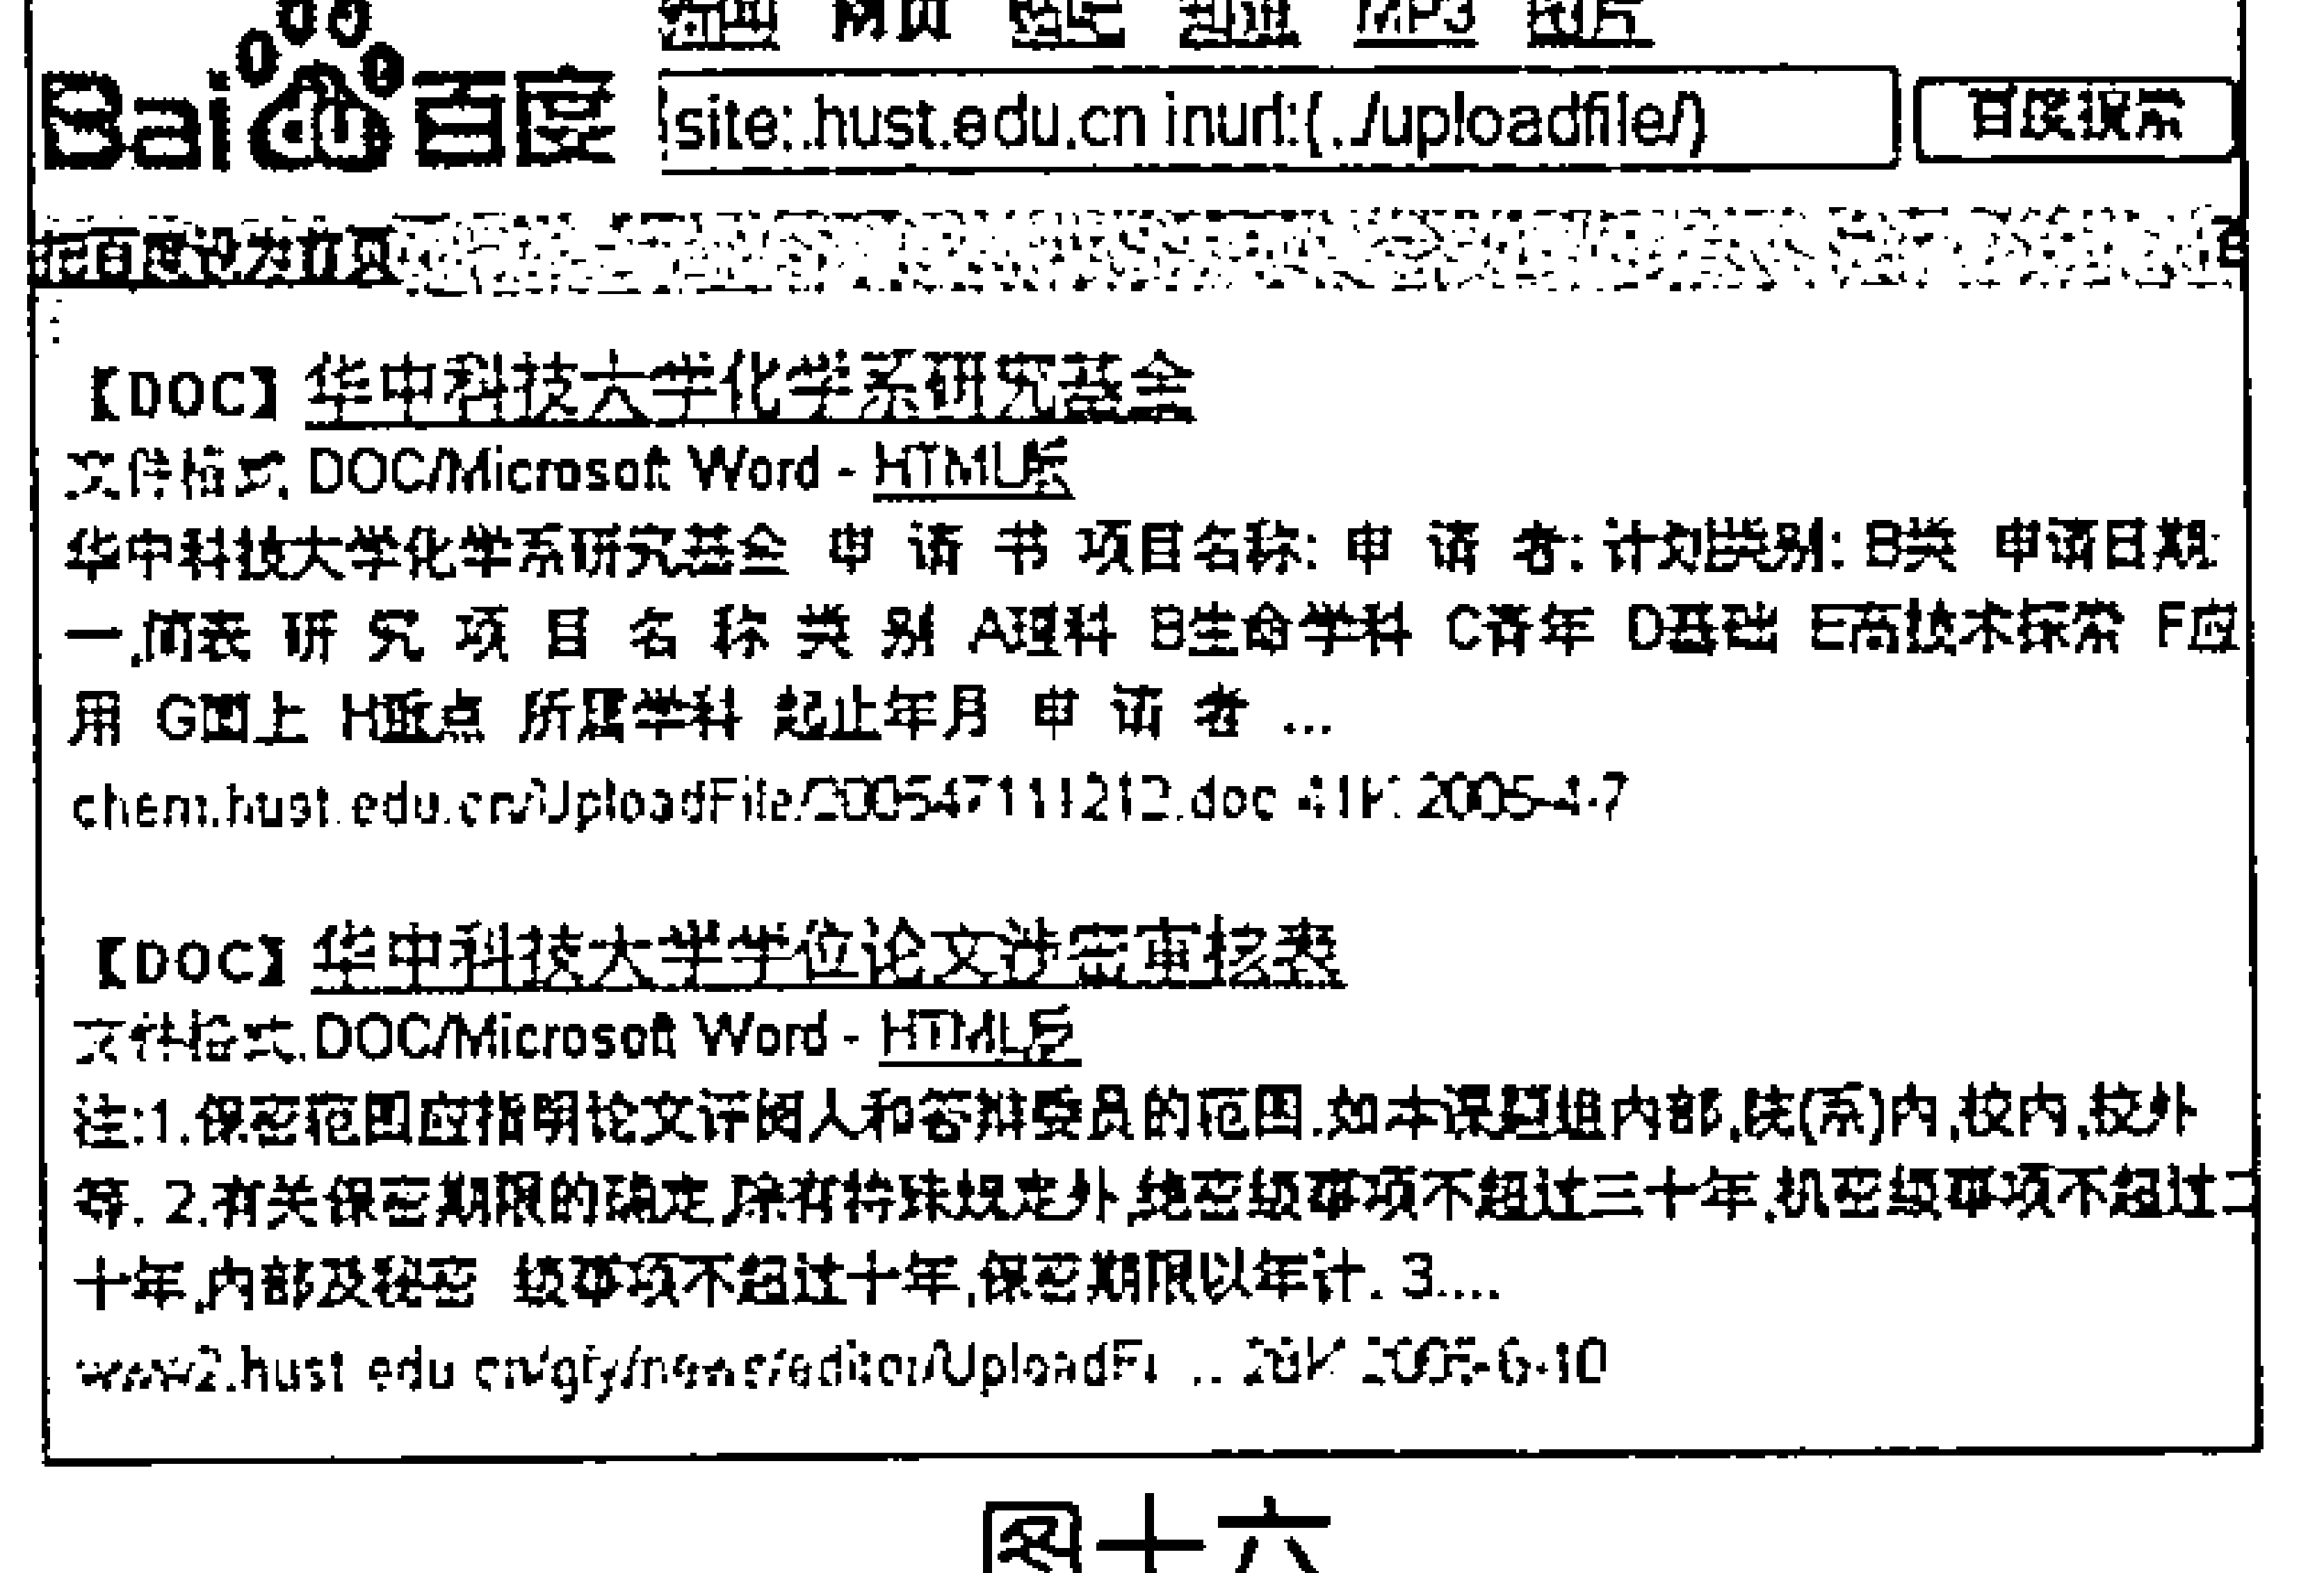 新闻 网页 贴吧 知道 MP3 图片
Bai 百度 site:.hust.edu.cn inurl:(../uploadfile/) 百度搜索
把百度设为首页
【DOC】华中科技大学化学系研究基金
文件格式 DOC/Microsoft Word - HTML版
华中科技大学化学系研究基金 申 请 书 项目名称: 申 请 者: 计划类别: B类 申请日期:
一,简表 研 究 项 目 名 称 类 别 A理科 B生命学科 C青年 D基础 E高技术探索 F应
用 G国上 H重点 所属学科 起止年月 申 请 者 ...
chem.hust.edu.cn/UploadFile/200547111212.doc 41K 2005-4-7
【DOC】华中科技大学学位论文涉密审核表
文件格式 DOC/Microsoft Word - HTML版
注:1.保密范围应指明论文评阅人和答辩委员的范围.如本课题组内部,院(系)内,校内,校外
等. 2.有关保密期限的确定,除有特殊规定外,绝密级事项不超过三十年,机密级事项不超过二
十年,内部及秘密 级事项不超过十年,保密期限以年计. 3....
www2.hust.edu.cn/gfy/news/editor/UploadFi ... 26K 2005-6-10
图十六